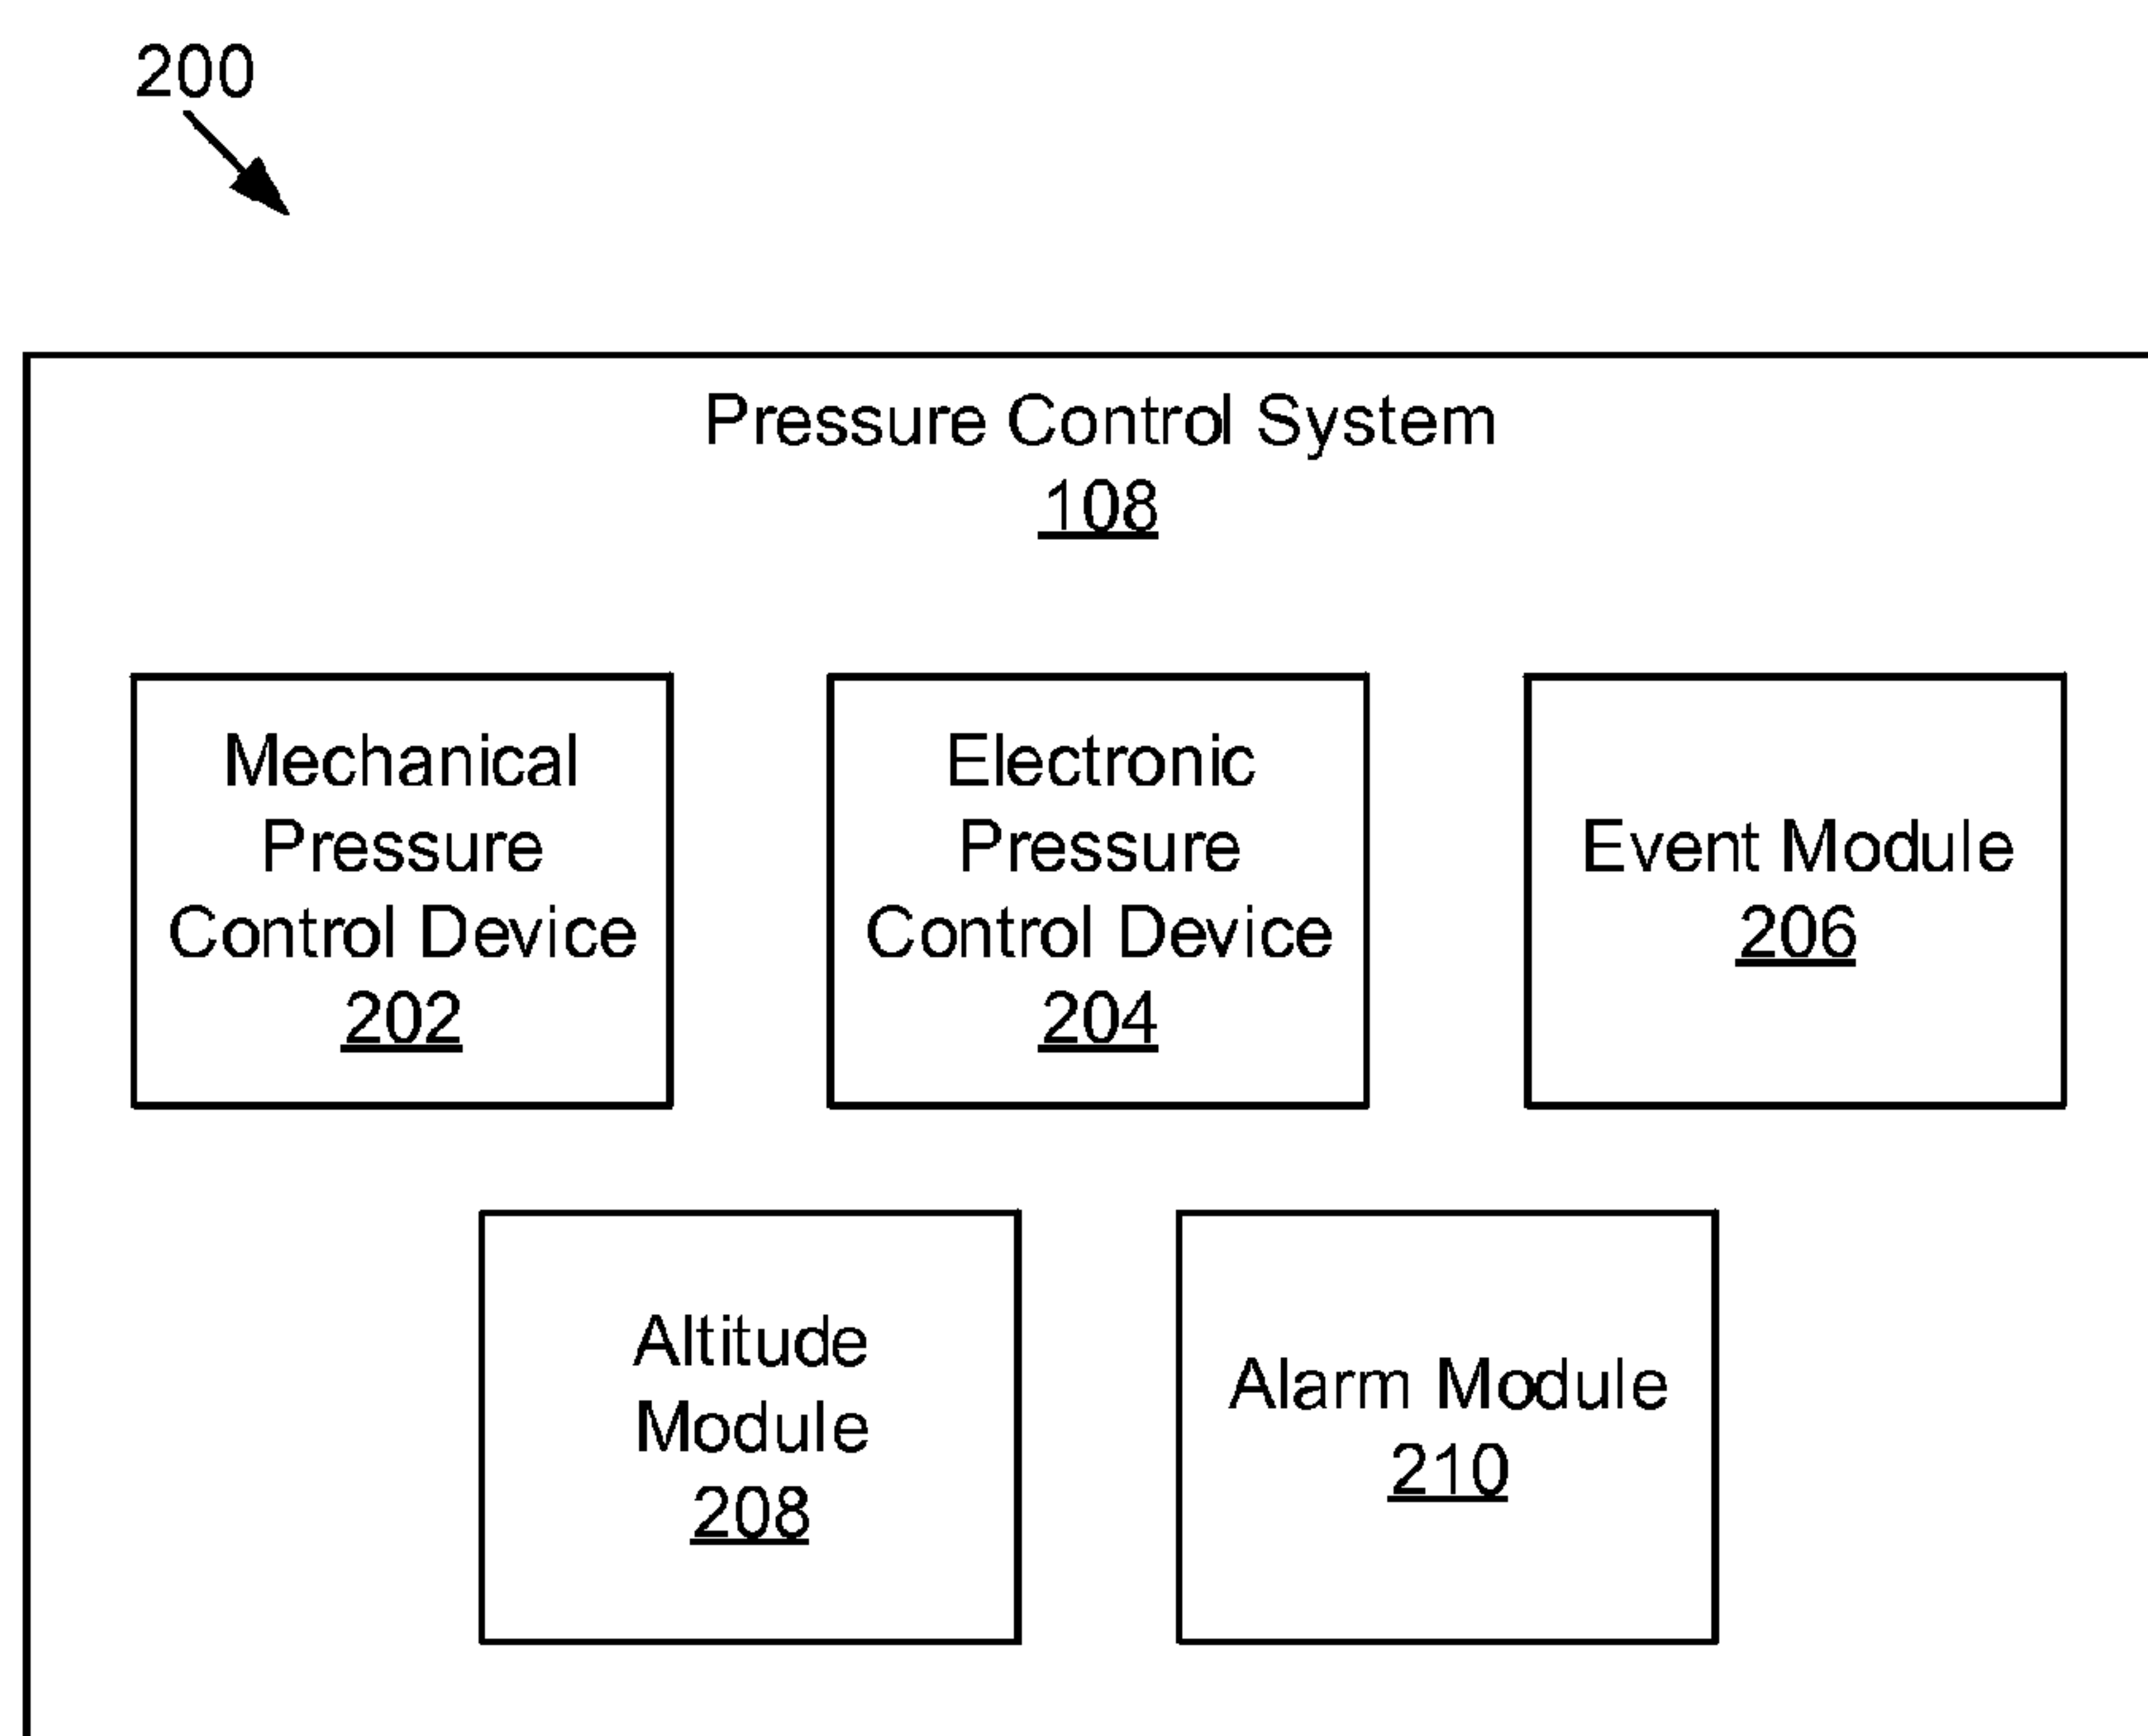 200
Pressure Control System
108
Mechanical
Pressure
Control Device
202
Electronic
Pressure
Control Device
204
Event Module
206
Altitude
Module
208
Alarm Module
210